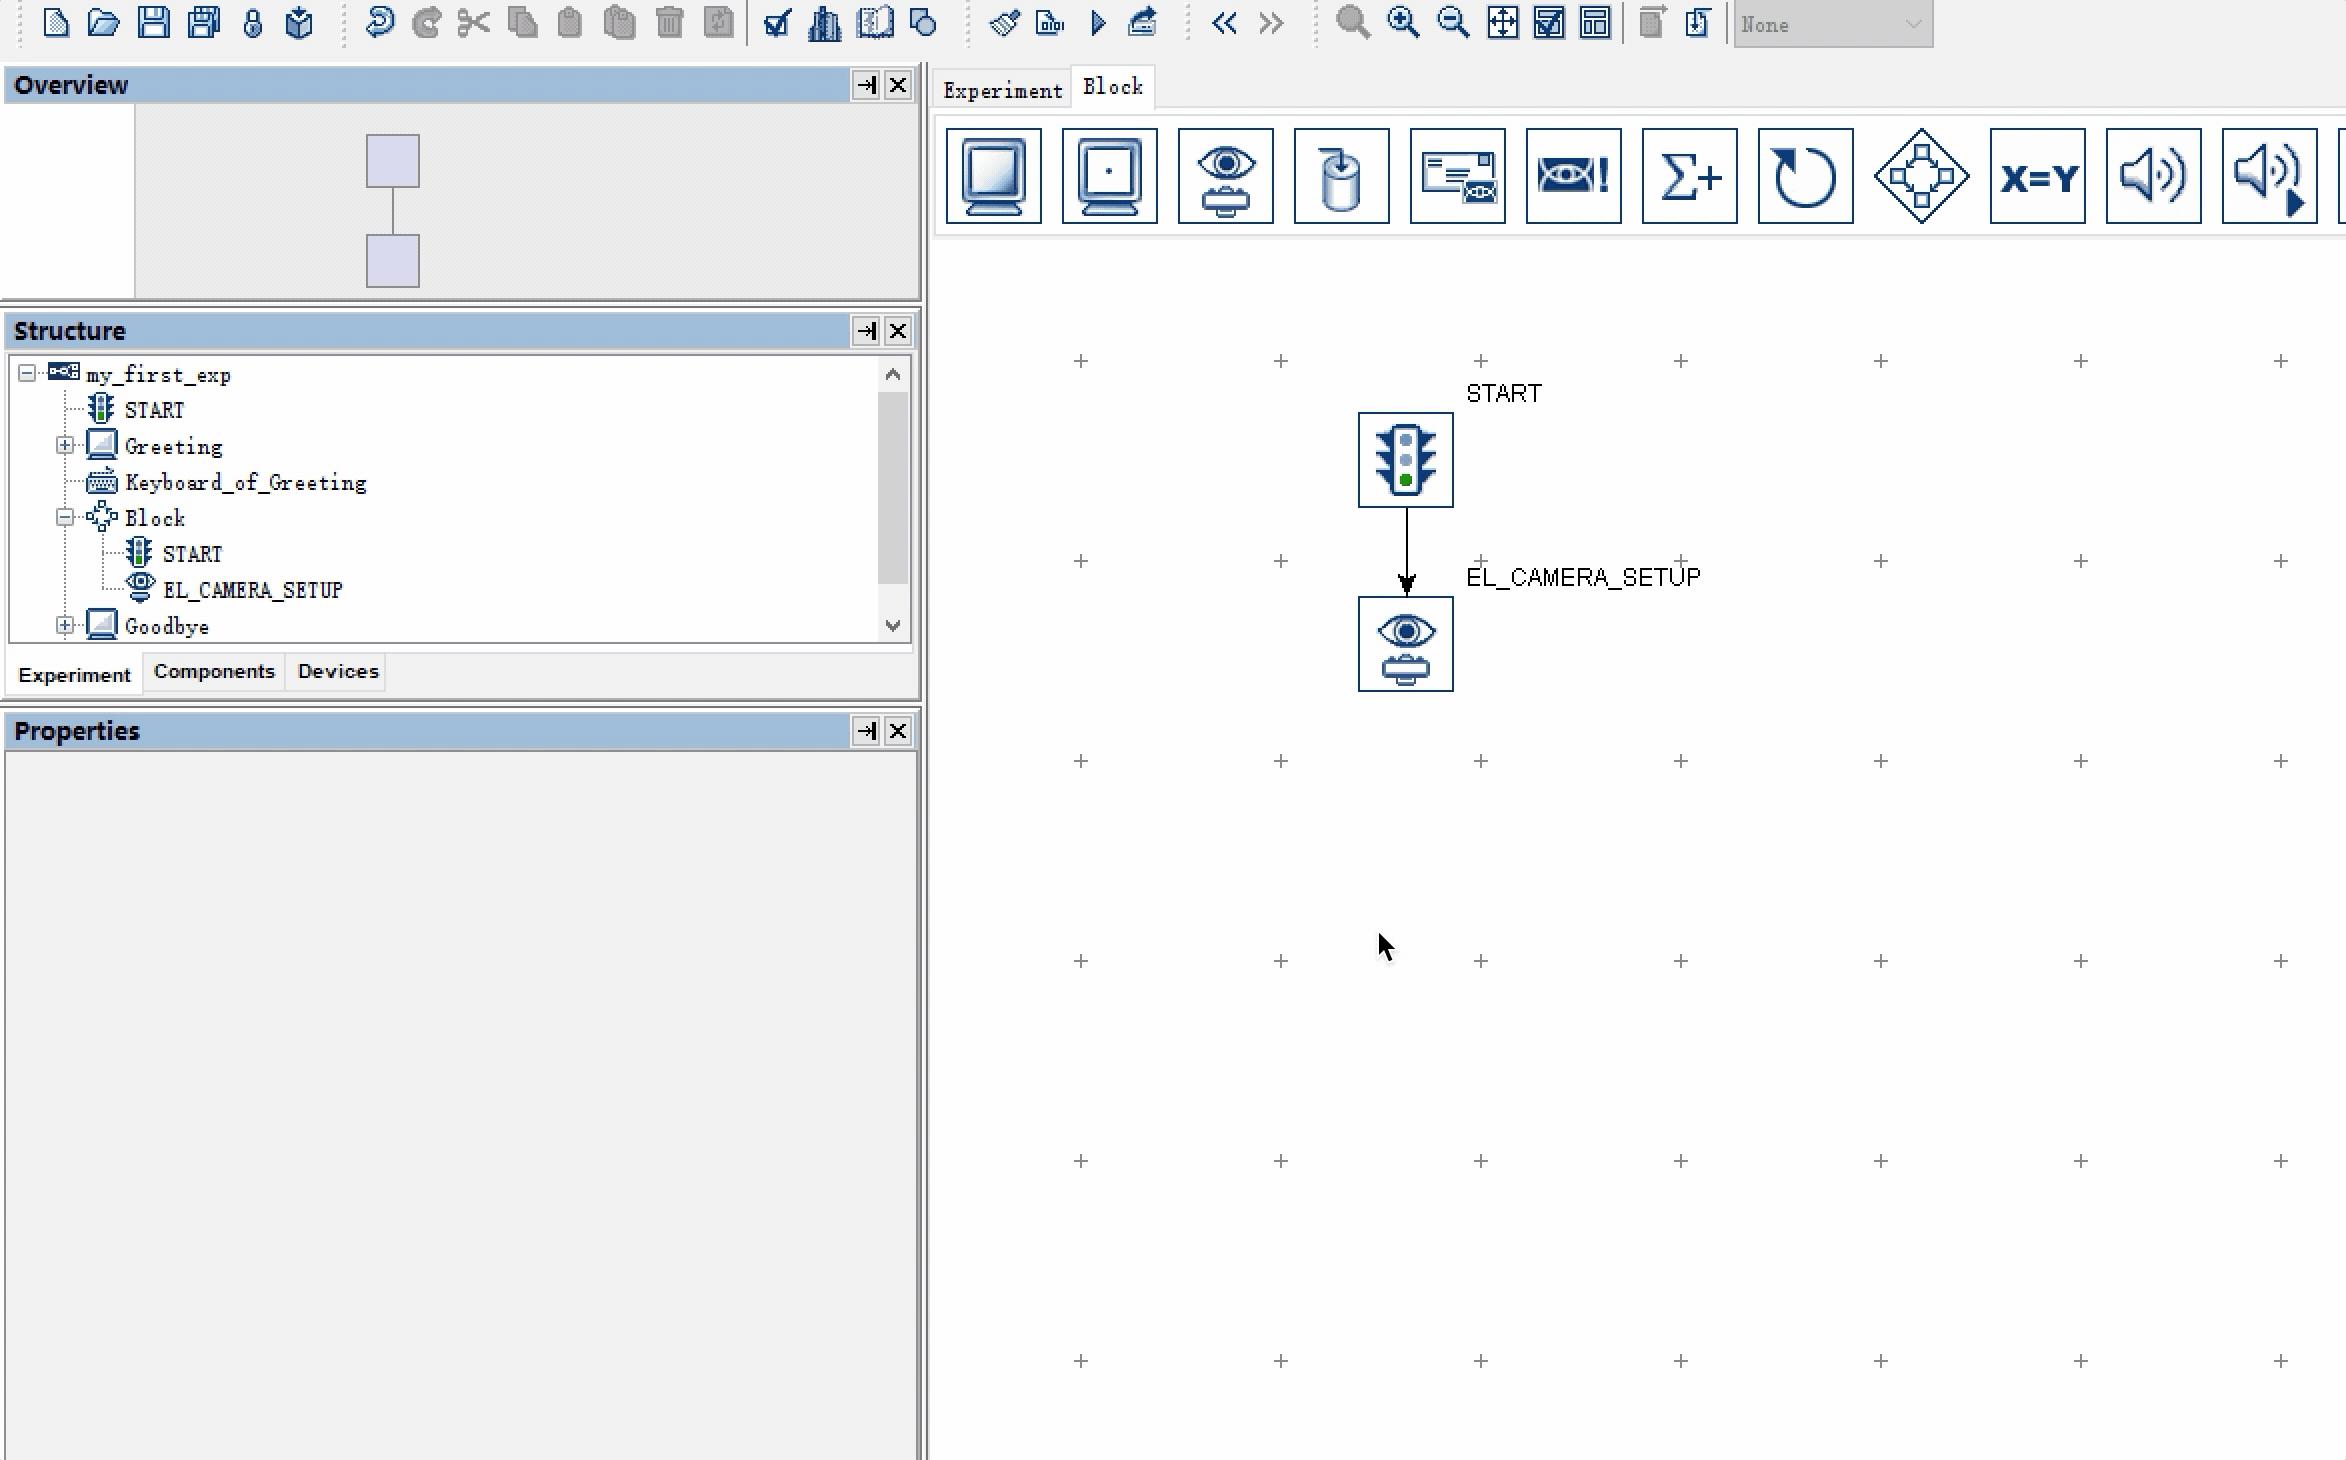 None
Overview
Experiment
Block
Σ+
X=Y
Structure
my_first_exp
START
Greeting
Keyboard_of_Greeting
Block
START
EL_CAMERA_SETUP
Goodbye
Experiment
Components
Devices
Properties
START
EL_CAMERA_SETUP